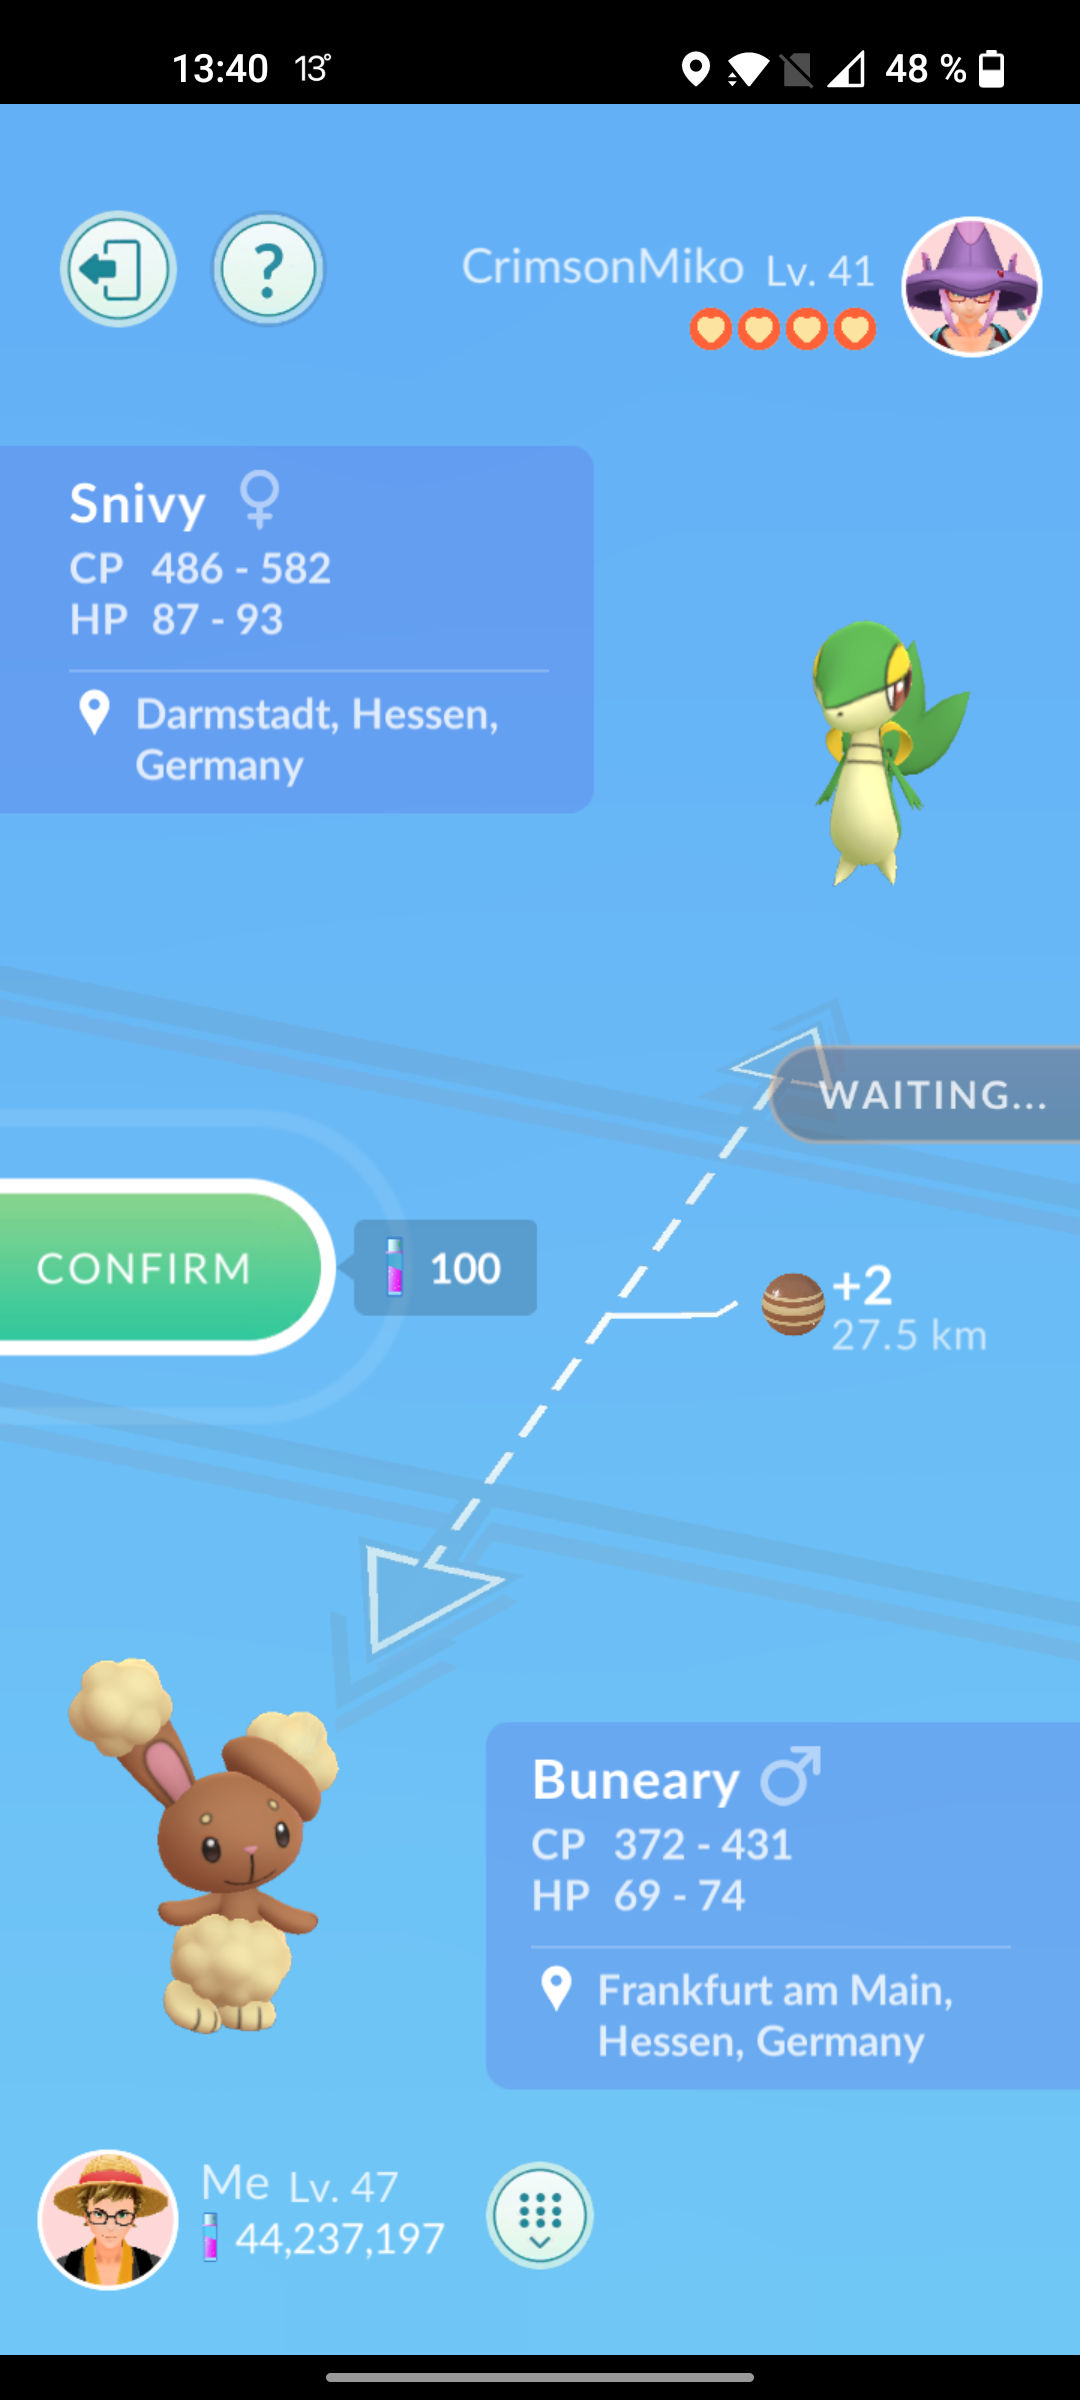 13:40 13° 48 %
CrimsonMiko Lv. 41
Snivy ♀
CP 486 - 582
HP 87 - 93
Darmstadt, Hessen,
Germany
WAITING...
CONFIRM 100
+2
27.5 km
Buneary ♂
CP 372 - 431
HP 69 - 74
Frankfurt am Main,
Hessen, Germany
Me Lv. 47
44,237,197